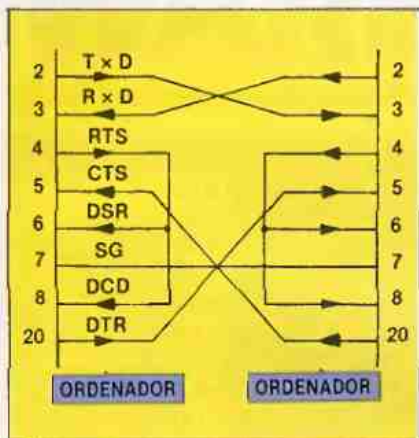 2 T × D 2
3 R × D 3
4 RTS 4
5 CTS 5
6 DSR 6
7 SG 7
8 DCD 8
20 DTR 20
ORDENADOR ORDENADOR